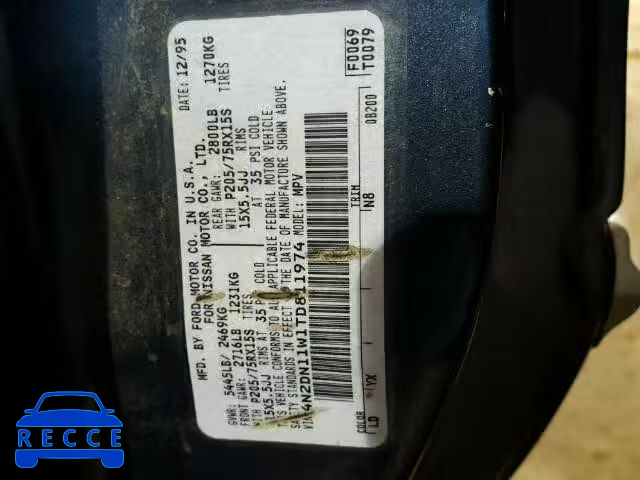 MFD. BY FORD MOTOR CO. IN U.S.A.
FOR NISSAN MOTOR CO., LTD.
DATE: 12/95
GVWR: 5445LB/ 2469KG
FRONT GAWR: 2716LB 1231KG
REAR GAWR: 2800LB 1270KG
WITH P205/75RX15S TIRES
WITH P205/75RX15S TIRES
15X5.5JJ RIMS
15X5.5JJ RIMS
AT 35 PSI COLD
AT 35 PSI COLD
THIS VEHICLE CONFORMS TO ALL APPLICABLE FEDERAL MOTOR VEHICLE
SAFETY STANDARDS IN EFFECT ON THE DATE OF MANUFACTURE SHOWN ABOVE.
VIN: 4N2DN11W1TD811974 MODEL: MPV
F0069
T0079
COLOR
LD YX
TRIM
N8
0B200
RECCE